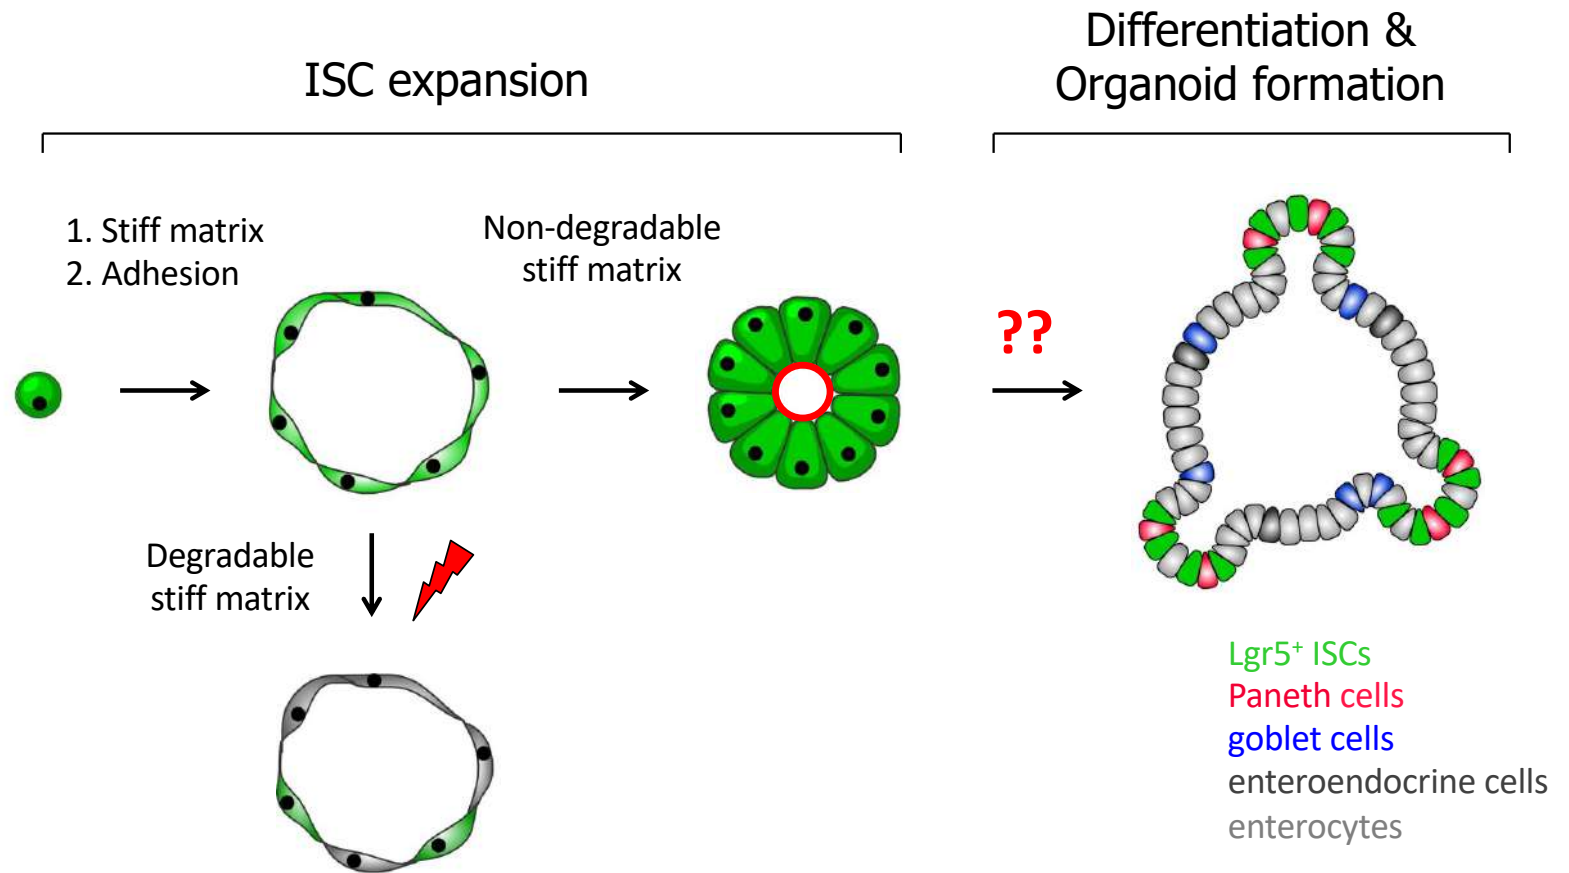 ISC expansion
Differentiation &
Organoid formation
1. Stiff matrix
2. Adhesion
Non-degradable
stiff matrix
??
Degradable
stiff matrix
Lgr5⁺ ISCs
Paneth cells
goblet cells
enteroendocrine cells
enterocytes